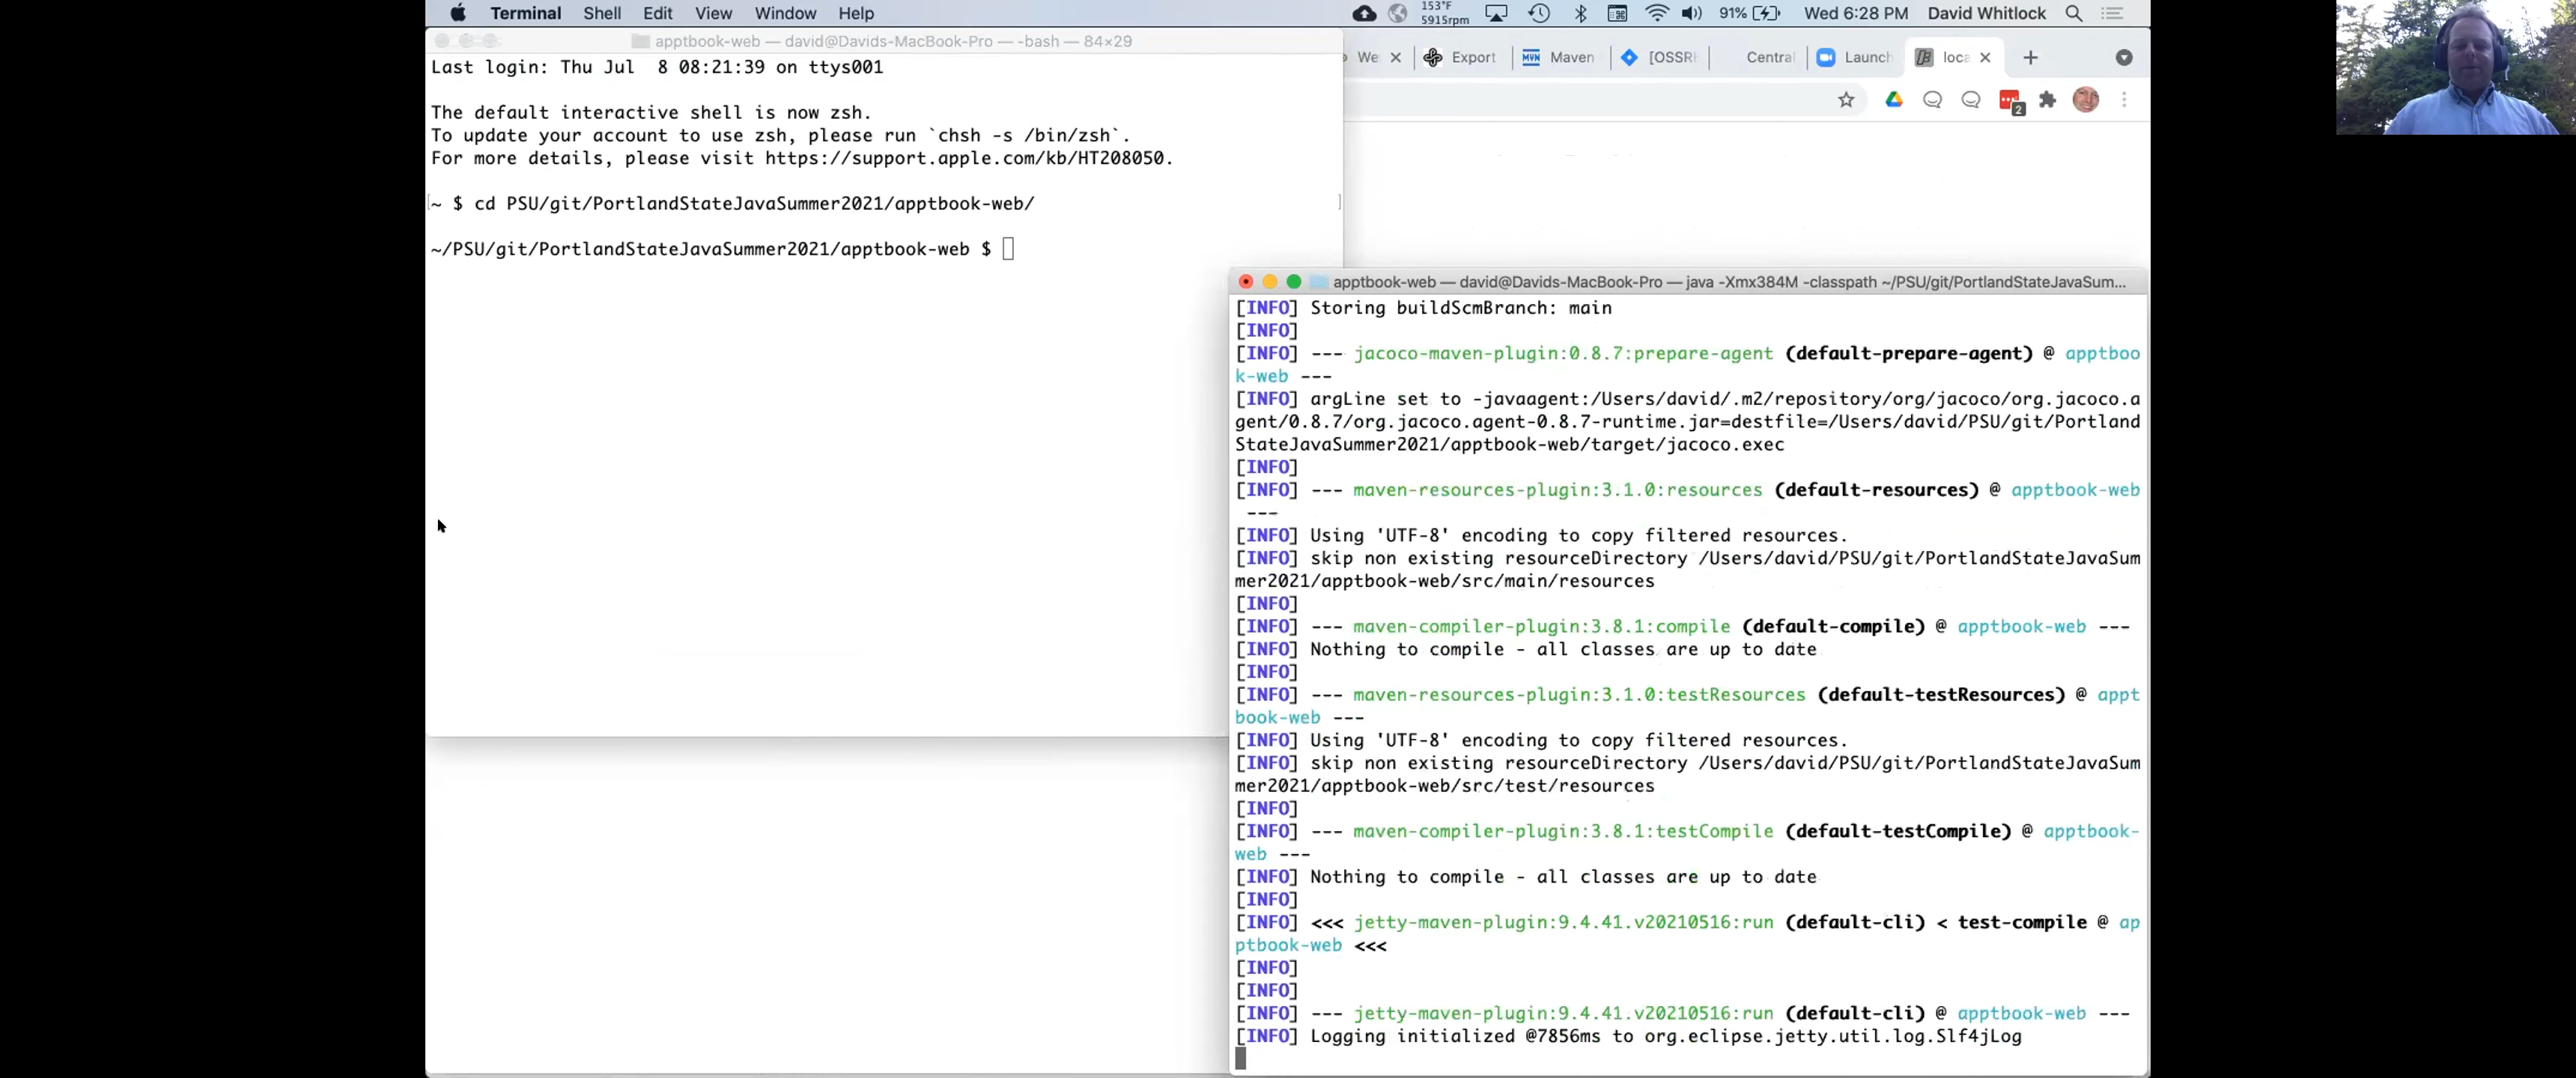 Terminal Shell Edit View Window Help
153°F
5915rpm
91%
Wed 6:28 PM David Whitlock
apptbook-web — david@Davids-MacBook-Pro — -bash — 84×29
Last login: Thu Jul  8 08:21:39 on ttys001
The default interactive shell is now zsh.
To update your account to use zsh, please run `chsh -s /bin/zsh`.
For more details, please visit https://support.apple.com/kb/HT208050.
[~ $ cd PSU/git/PortlandStateJavaSummer2021/apptbook-web/ ]
~/PSU/git/PortlandStateJavaSummer2021/apptbook-web $
We Export MVN Maven [OSSR Central Launch loca
2
apptbook-web — david@Davids-MacBook-Pro — java -Xmx384M -classpath ~/PSU/git/PortlandStateJavaSum...
[INFO] Storing buildScmBranch: main
[INFO]
[INFO] --- jacoco-maven-plugin:0.8.7:prepare-agent (default-prepare-agent) @ apptboo
k-web ---
[INFO] argLine set to -javaagent:/Users/david/.m2/repository/org/jacoco/org.jacoco.a
gent/0.8.7/org.jacoco.agent-0.8.7-runtime.jar=destfile=/Users/david/PSU/git/Portland
StateJavaSummer2021/apptbook-web/target/jacoco.exec
[INFO]
[INFO] --- maven-resources-plugin:3.1.0:resources (default-resources) @ apptbook-web
---
[INFO] Using 'UTF-8' encoding to copy filtered resources.
[INFO] skip non existing resourceDirectory /Users/david/PSU/git/PortlandStateJavaSum
mer2021/apptbook-web/src/main/resources
[INFO]
[INFO] --- maven-compiler-plugin:3.8.1:compile (default-compile) @ apptbook-web ---
[INFO] Nothing to compile - all classes are up to date
[INFO]
[INFO] --- maven-resources-plugin:3.1.0:testResources (default-testResources) @ appt
book-web ---
[INFO] Using 'UTF-8' encoding to copy filtered resources.
[INFO] skip non existing resourceDirectory /Users/david/PSU/git/PortlandStateJavaSum
mer2021/apptbook-web/src/test/resources
[INFO]
[INFO] --- maven-compiler-plugin:3.8.1:testCompile (default-testCompile) @ apptbook-
web ---
[INFO] Nothing to compile - all classes are up to date
[INFO]
[INFO] <<< jetty-maven-plugin:9.4.41.v20210516:run (default-cli) < test-compile @ ap
ptbook-web <<<
[INFO]
[INFO]
[INFO] --- jetty-maven-plugin:9.4.41.v20210516:run (default-cli) @ apptbook-web ---
[INFO] Logging initialized @7856ms to org.eclipse.jetty.util.log.Slf4jLog